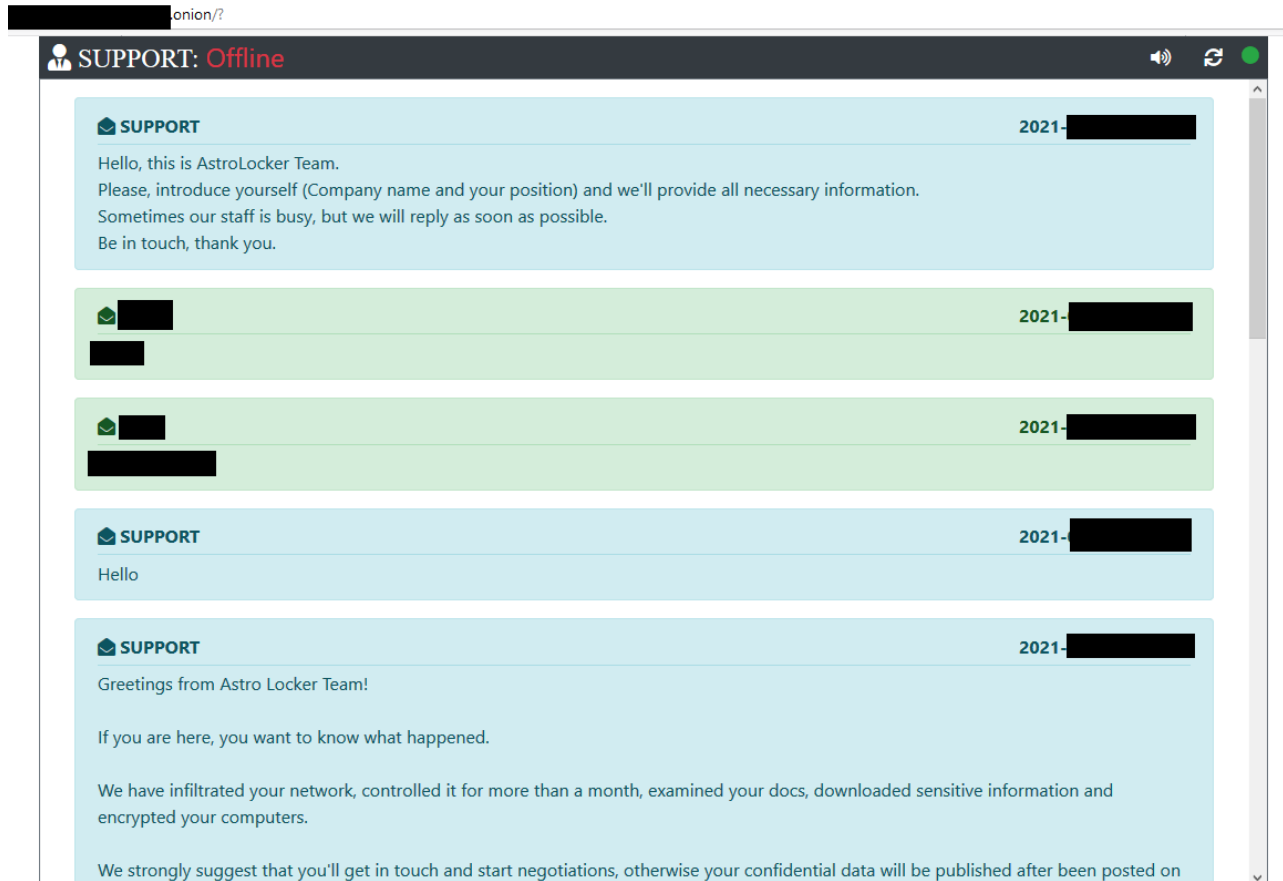 .onion/?
SUPPORT: Offline
SUPPORT 2021-
Hello, this is AstroLocker Team.
Please, introduce yourself (Company name and your position) and we'll provide all necessary information.
Sometimes our staff is busy, but we will reply as soon as possible.
Be in touch, thank you.
2021-
2021-
SUPPORT 2021-
Hello
SUPPORT 2021-
Greetings from Astro Locker Team!
If you are here, you want to know what happened.
We have infiltrated your network, controlled it for more than a month, examined your docs, downloaded sensitive information and
encrypted your computers.
We strongly suggest that you'll get in touch and start negotiations, otherwise your confidential data will be published after been posted on